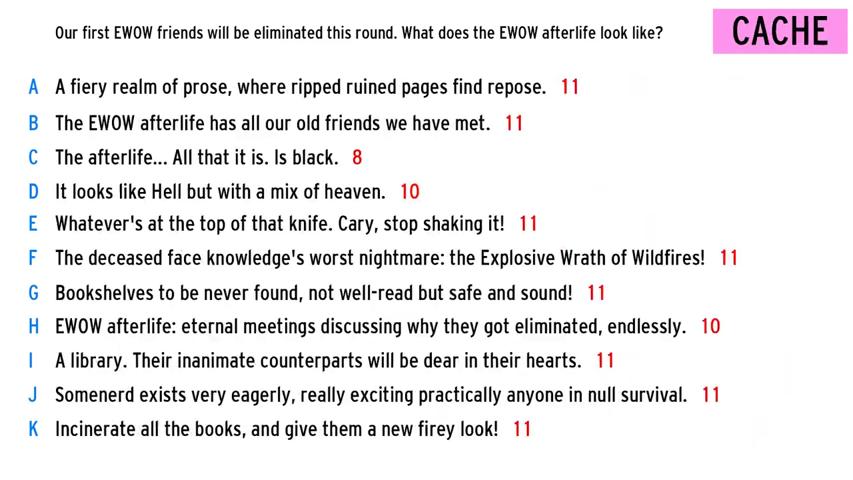 Our first EWOW friends will be eliminated this round. What does the EWOW afterlife look like?
CACHE
A A fiery realm of prose, where ripped ruined pages find repose. 11
B The EWOW afterlife has all our old friends we have met. 11
C The afterlife... All that it is. Is black. 8
D It looks like Hell but with a mix of heaven. 10
E Whatever's at the top of that knife. Cary, stop shaking it! 11
F The deceased face knowledge's worst nightmare: the Explosive Wrath of Wildfires! 11
G Bookshelves to be never found, not well-read but safe and sound! 11
H EWOW afterlife: eternal meetings discussing why they got eliminated, endlessly. 10
I A library. Their inanimate counterparts will be dear in their hearts. 11
J Somenerd exists very eagerly, really exciting practically anyone in null survival. 11
K Incinerate all the books, and give them a new firey look! 11